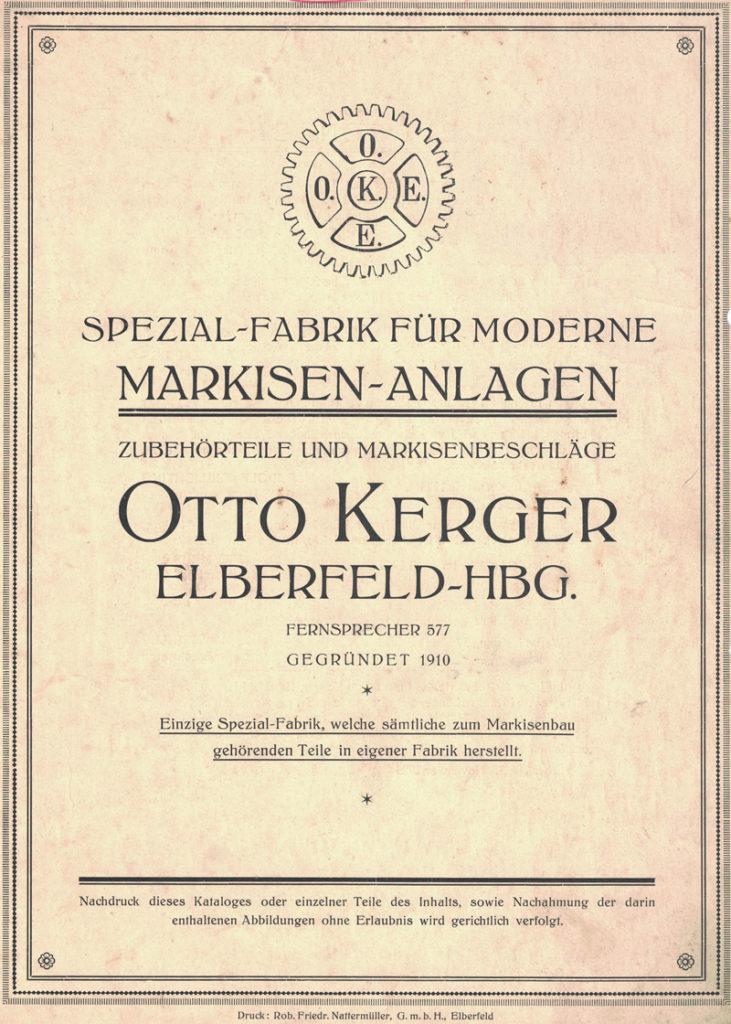 O.
O. K. E.
E.
SPEZIAL-FABRIK FÜR MODERNE
MARKISEN-ANLAGEN
ZUBEHÖRTEILE UND MARKISENBESCHLÄGE
OTTO KERGER
ELBERFELD-HBG.
FERNSPRECHER 577
GEGRÜNDET 1910
Einzige Spezial-Fabrik, welche sämtliche zum Markisenbau
gehörenden Teile in eigener Fabrik herstellt.
Nachdruck dieses Kataloges oder einzelner Teile des Inhalts, sowie Nachahmung der darin
enthaltenen Abbildungen ohne Erlaubnis wird gerichtlich verfolgt.
Druck: Rob. Friedr. Nattermüller, G. m. b. H., Elberfeld